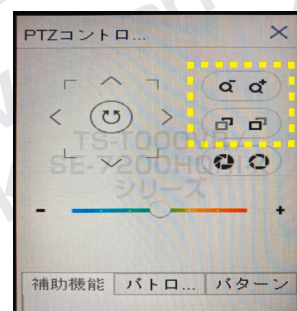 PTZコントロ...
TS-T000VR/
SE-7200HQ
シリーズ
補助機能
パトロ...
パターン